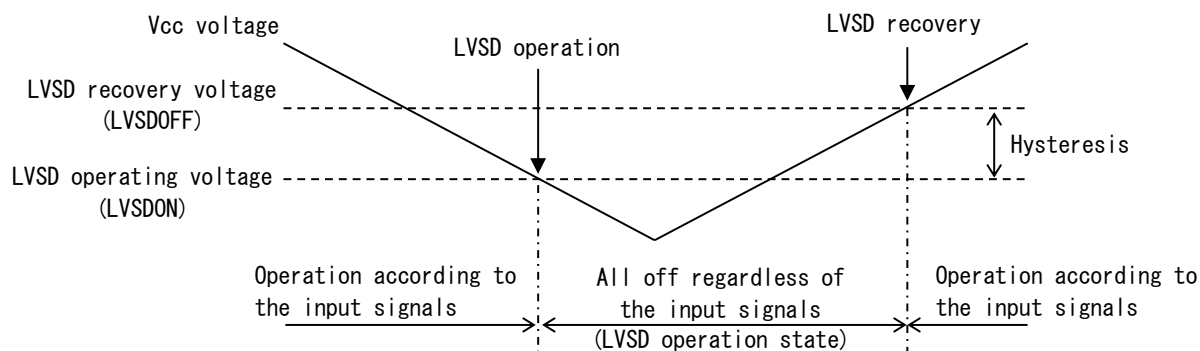 Vcc voltage
LVSD operation
LVSD recovery
LVSD recovery voltage
(LVSDOFF)
Hysteresis
LVSD operating voltage
(LVSDON)
Operation according to
the input signals
All off regardless of
the input signals
(LVSD operation state)
Operation according to
the input signals